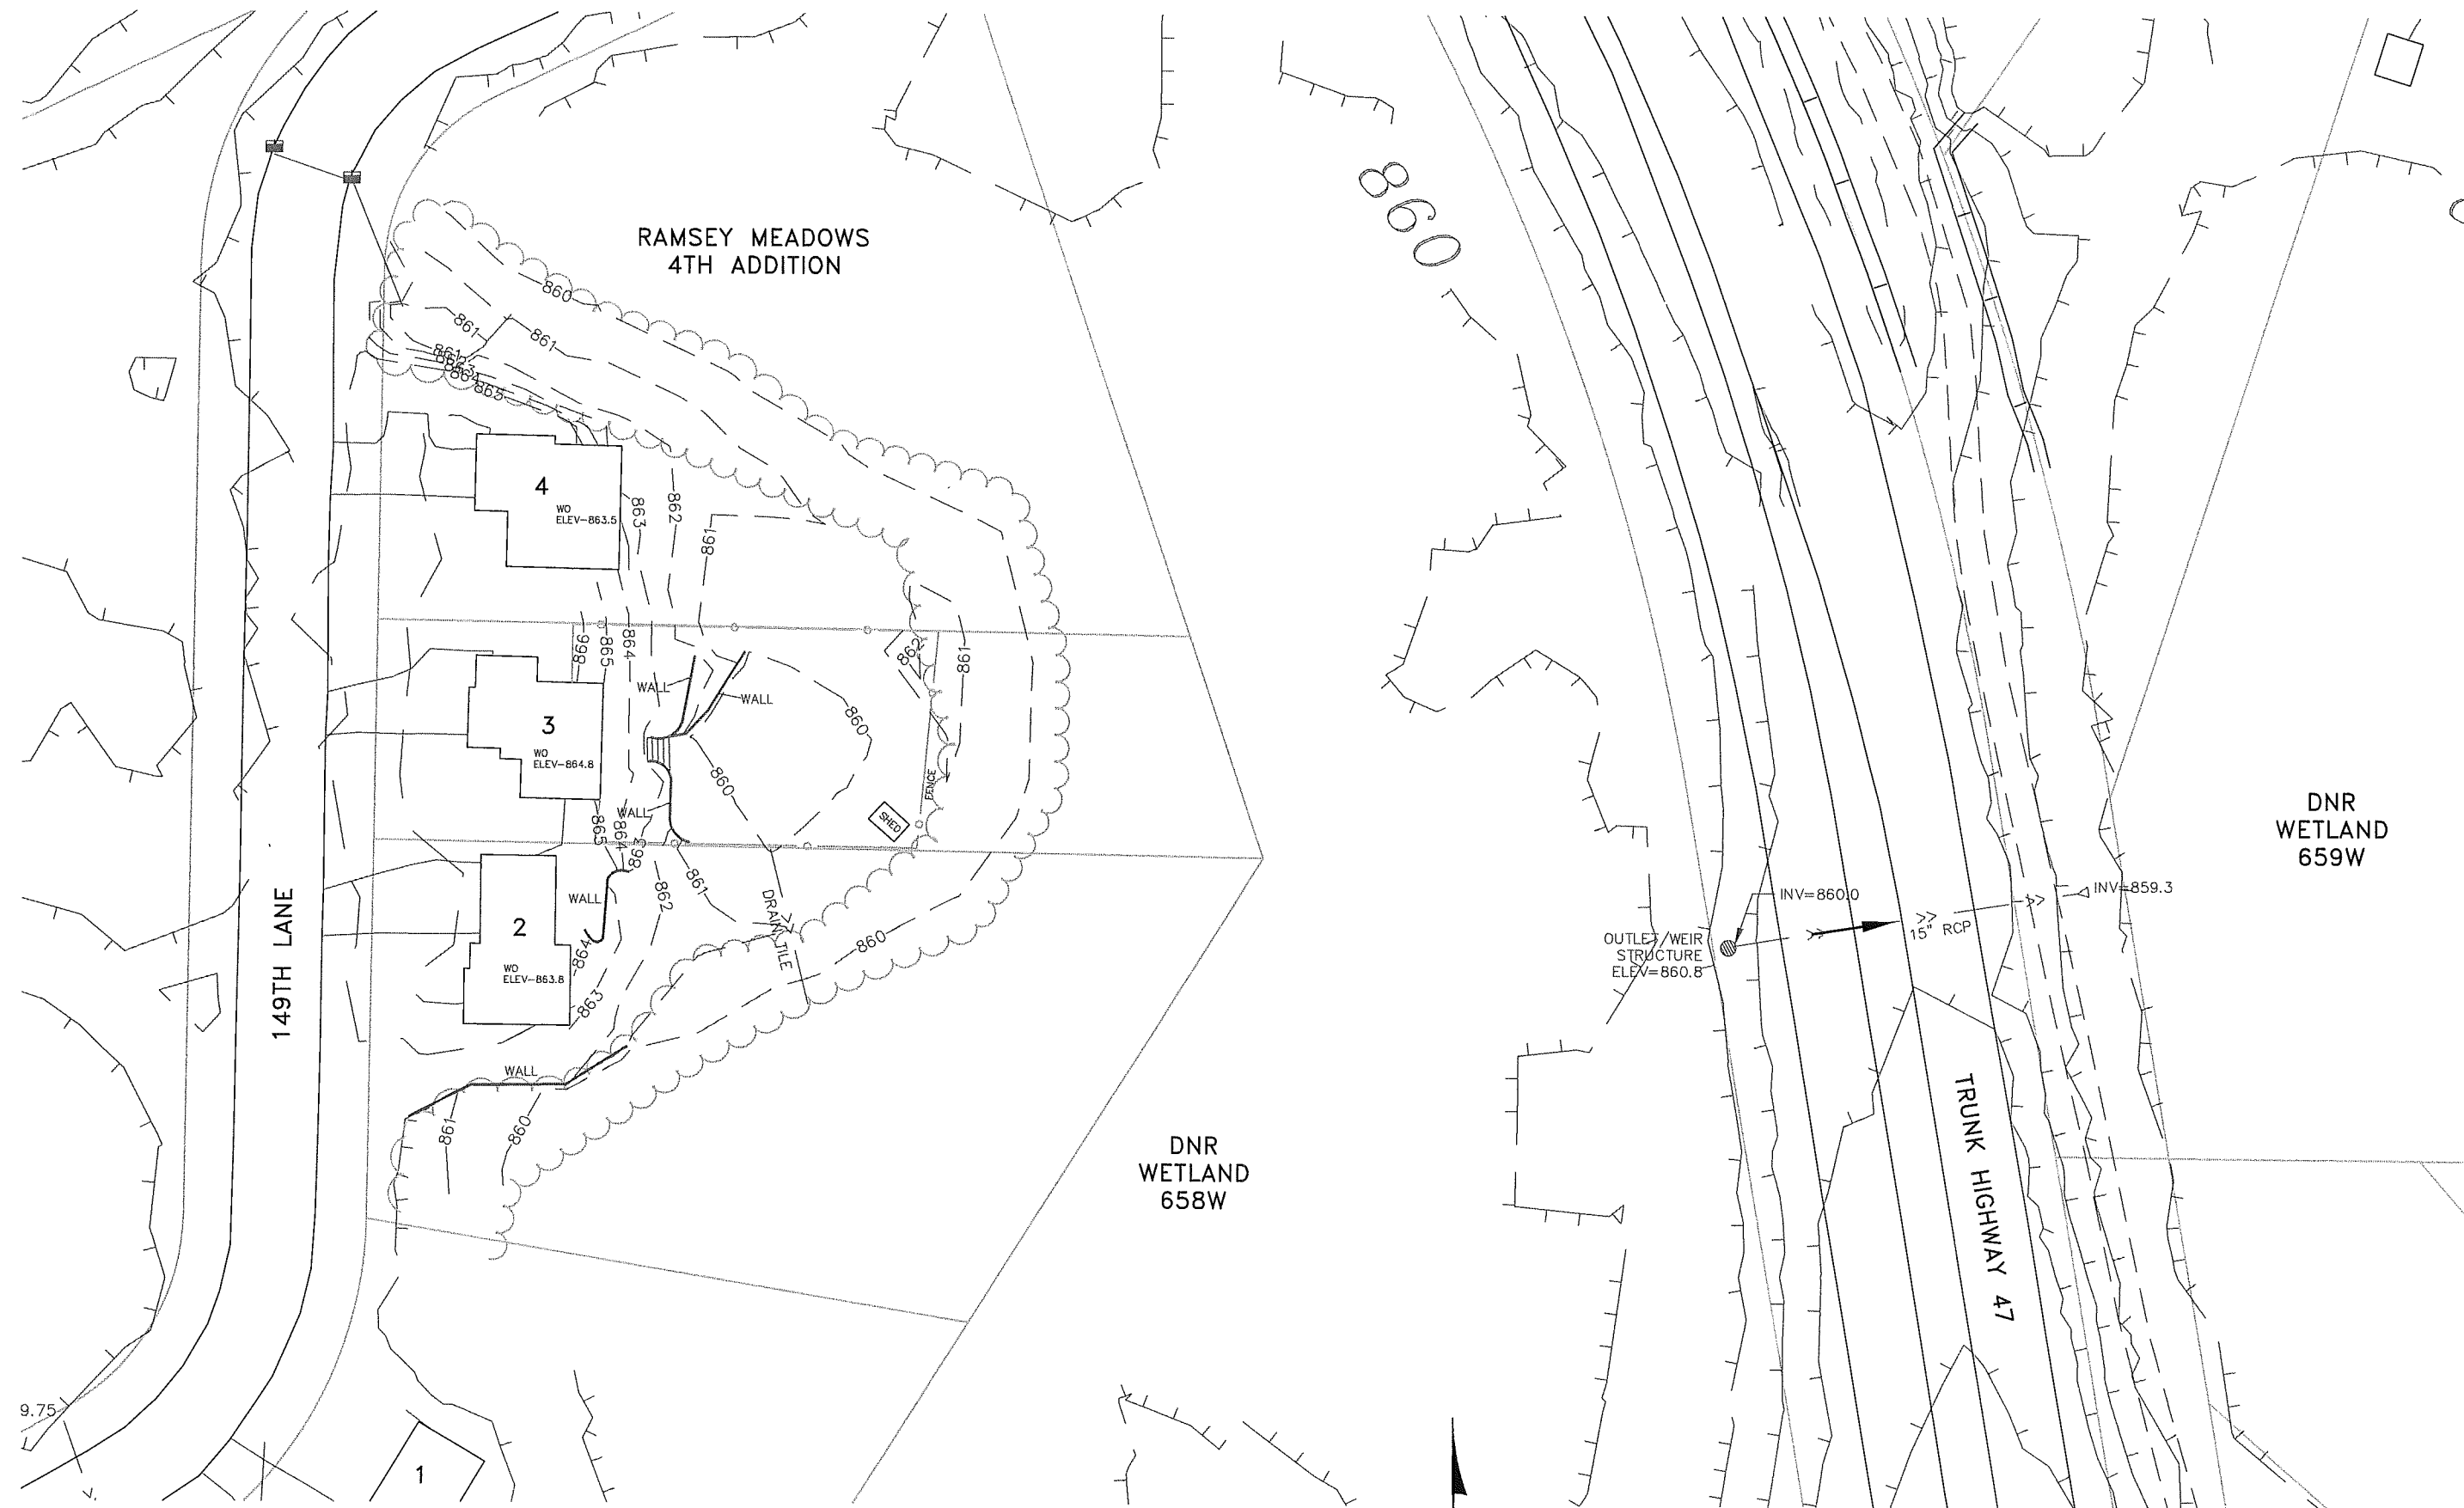 RAMSEY MEADOWS
4TH ADDITION
860
860
861
861
861
863
864
865
4
WO
ELEV-863.5
863
862
861
866
865
864
862
861
WALL
WALL
3
WO
ELEV-864.8
860
860
WALL
FENCE
SHED
865
864
863
2
WO
ELEV-863.8
WALL
862
861
DRAIN TILE
860
864
863
WALL
861
860
149TH LANE
INV=860.0
INV=859.3
15" RCP
OUTLET/WEIR
STRUCTURE
ELEV=860.8
DNR
WETLAND
659W
DNR
WETLAND
658W
TRUNK HIGHWAY 47
9.75
1